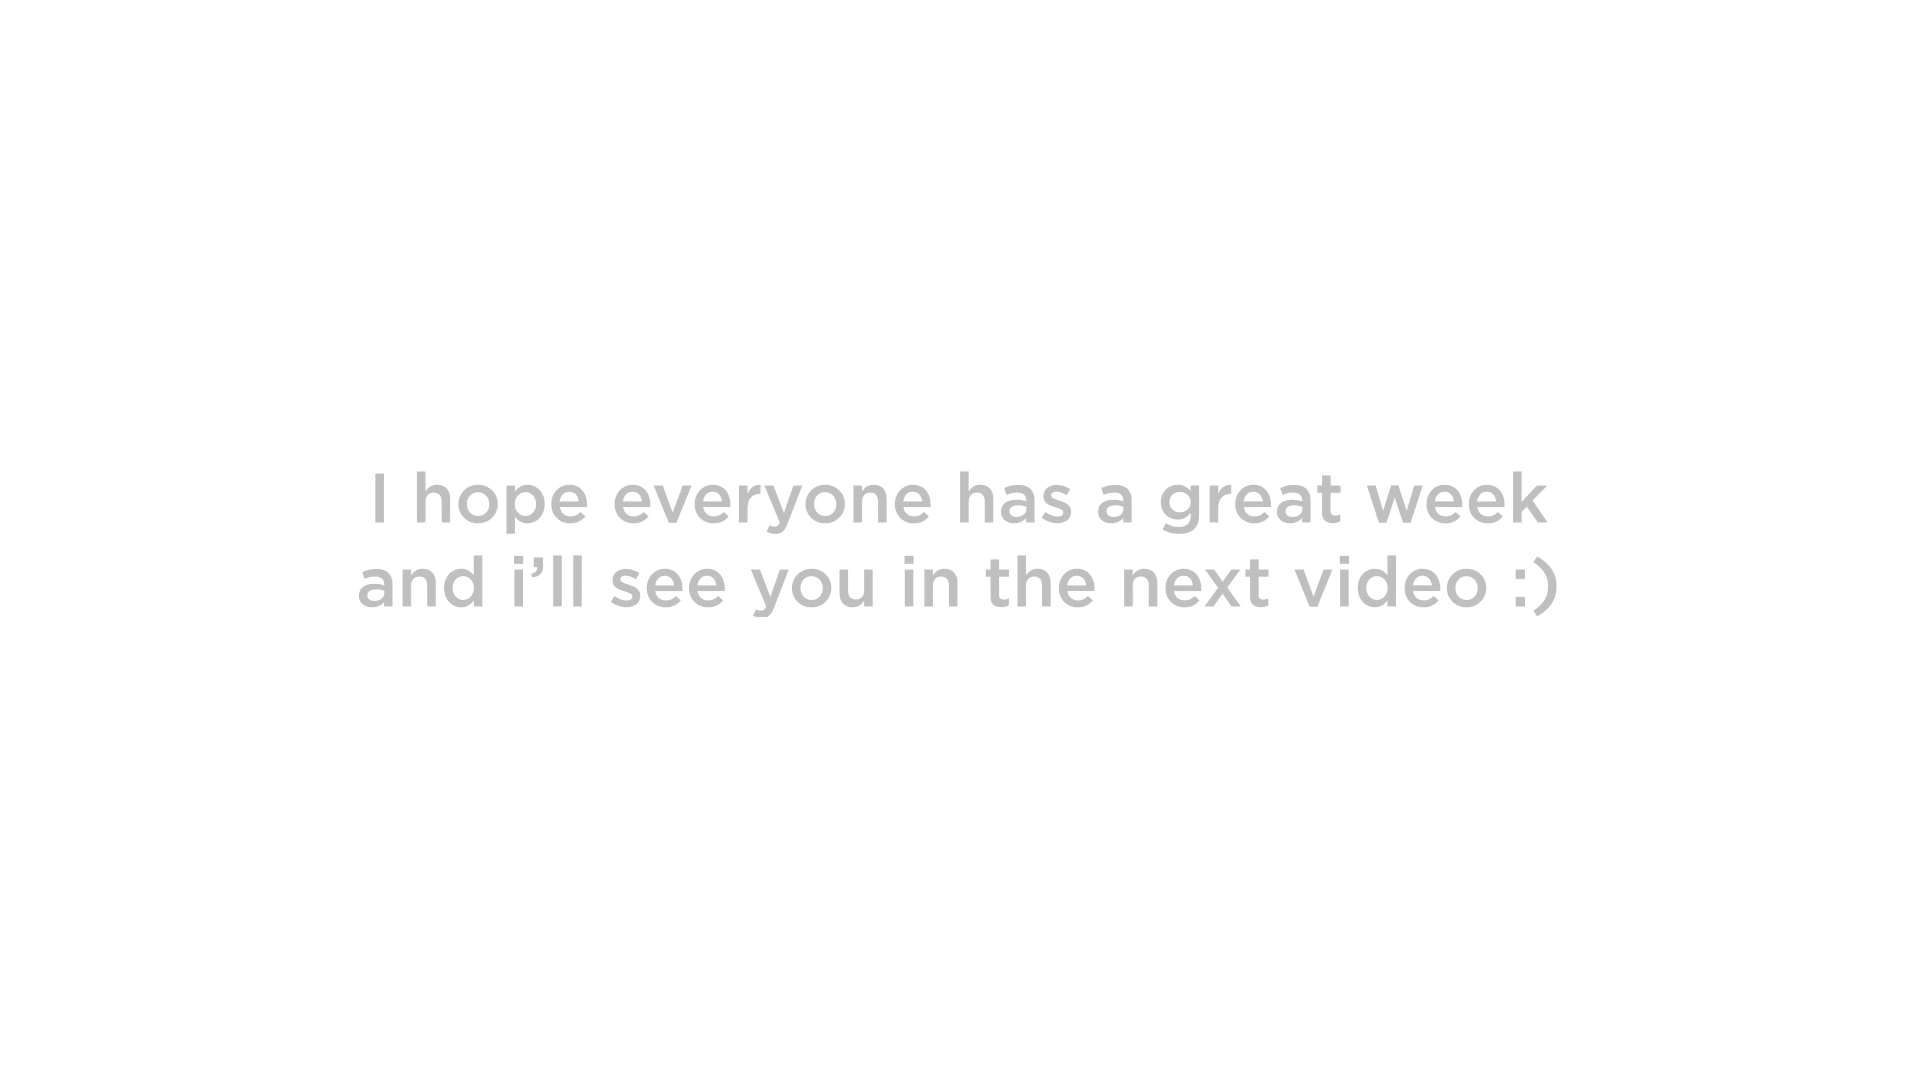 I hope everyone has a great week
and i’ll see you in the next video :)